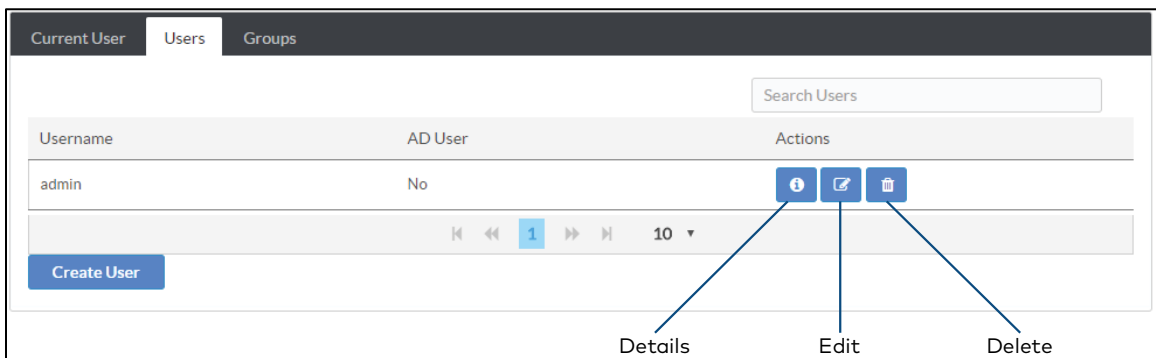 Current User Users Groups
Search Users
Username AD User Actions
admin No
1 10
Create User
Details Edit Delete